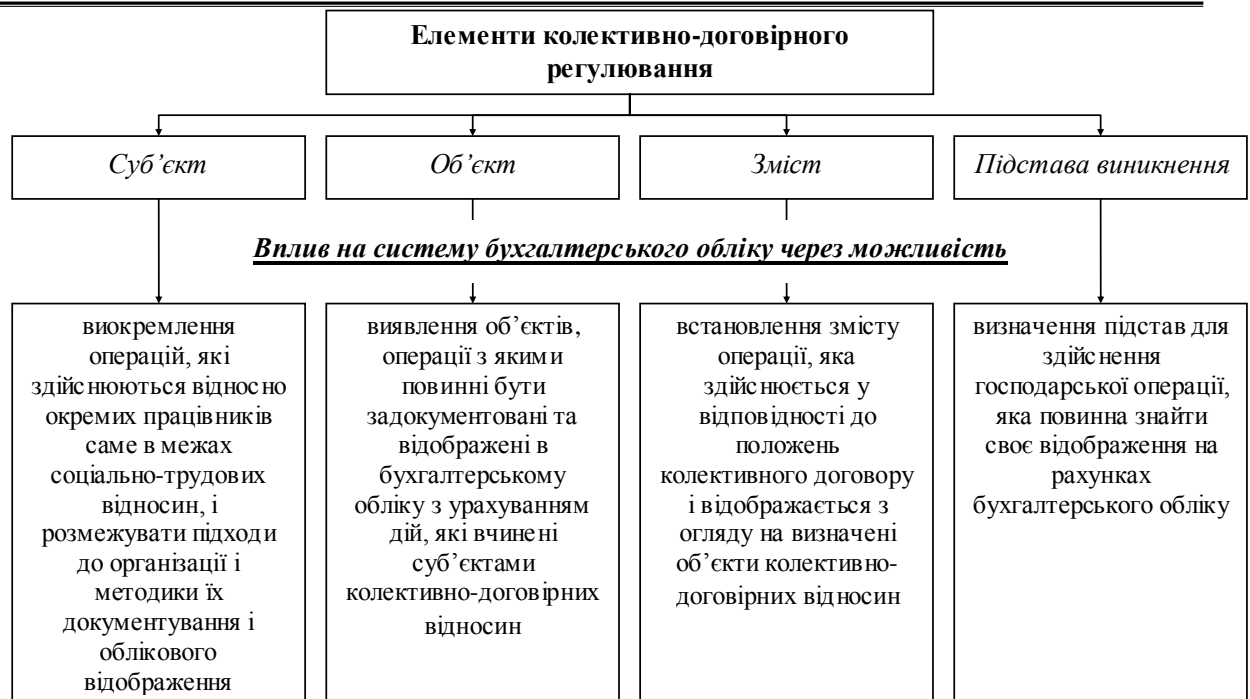 Елементи колективно-договірного
регулювання
Суб’єкт
Об’єкт
Зміст
Підстава виникнення
Вплив на систему бухгалтерського обліку через можливість
виокремлення
операцій, які
здійснюються відносно
окремих працівників
саме в межах
соціально-трудових
відносин, і
розмежувати підходи
до організації і
методики їх
документування і
облікового
відображення
виявлення об’єктів,
операції з якими
повинні бути
задокументовані та
відображені в
бухгалтерському
обліку з урахуванням
дій, які вчинені
суб’єктами
колективно-договірних
відносин
встановлення змісту
операції, яка
здійснюється у
відповідності до
положень
колективного договору
і відображається з
огляду на визначені
об’єкти колективно-
договірних відносин
визначення підстав для
здійснення
господарської операції,
яка повинна знайти
своє відображення на
рахунках
бухгалтерського обліку